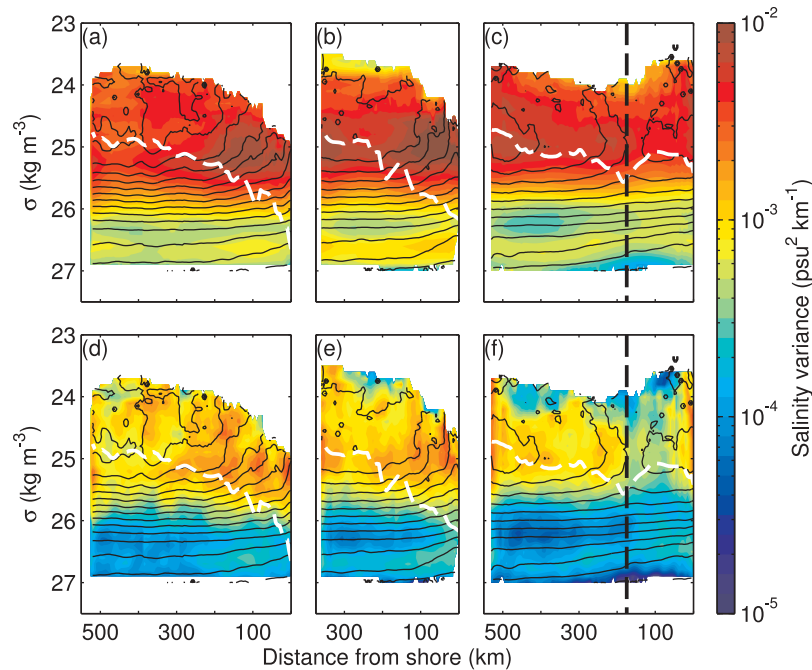 (a) (b) (c)
23
24
25
26
27
σ (kg m-3)
(d) (e) (f)
23
24
25
26
27
σ (kg m-3)
500 300 100 300 100 500 300 100
Distance from shore (km)
10-2
10-3
10-4
10-5
Salinity variance (psu2 km-1)